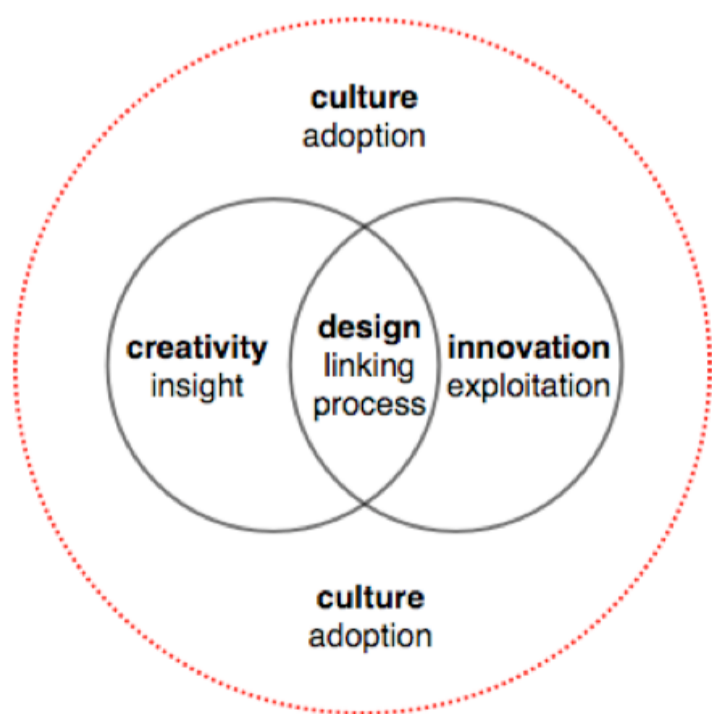 culture
adoption
creativity
insight
design
linking
process
innovation
exploitation
culture
adoption